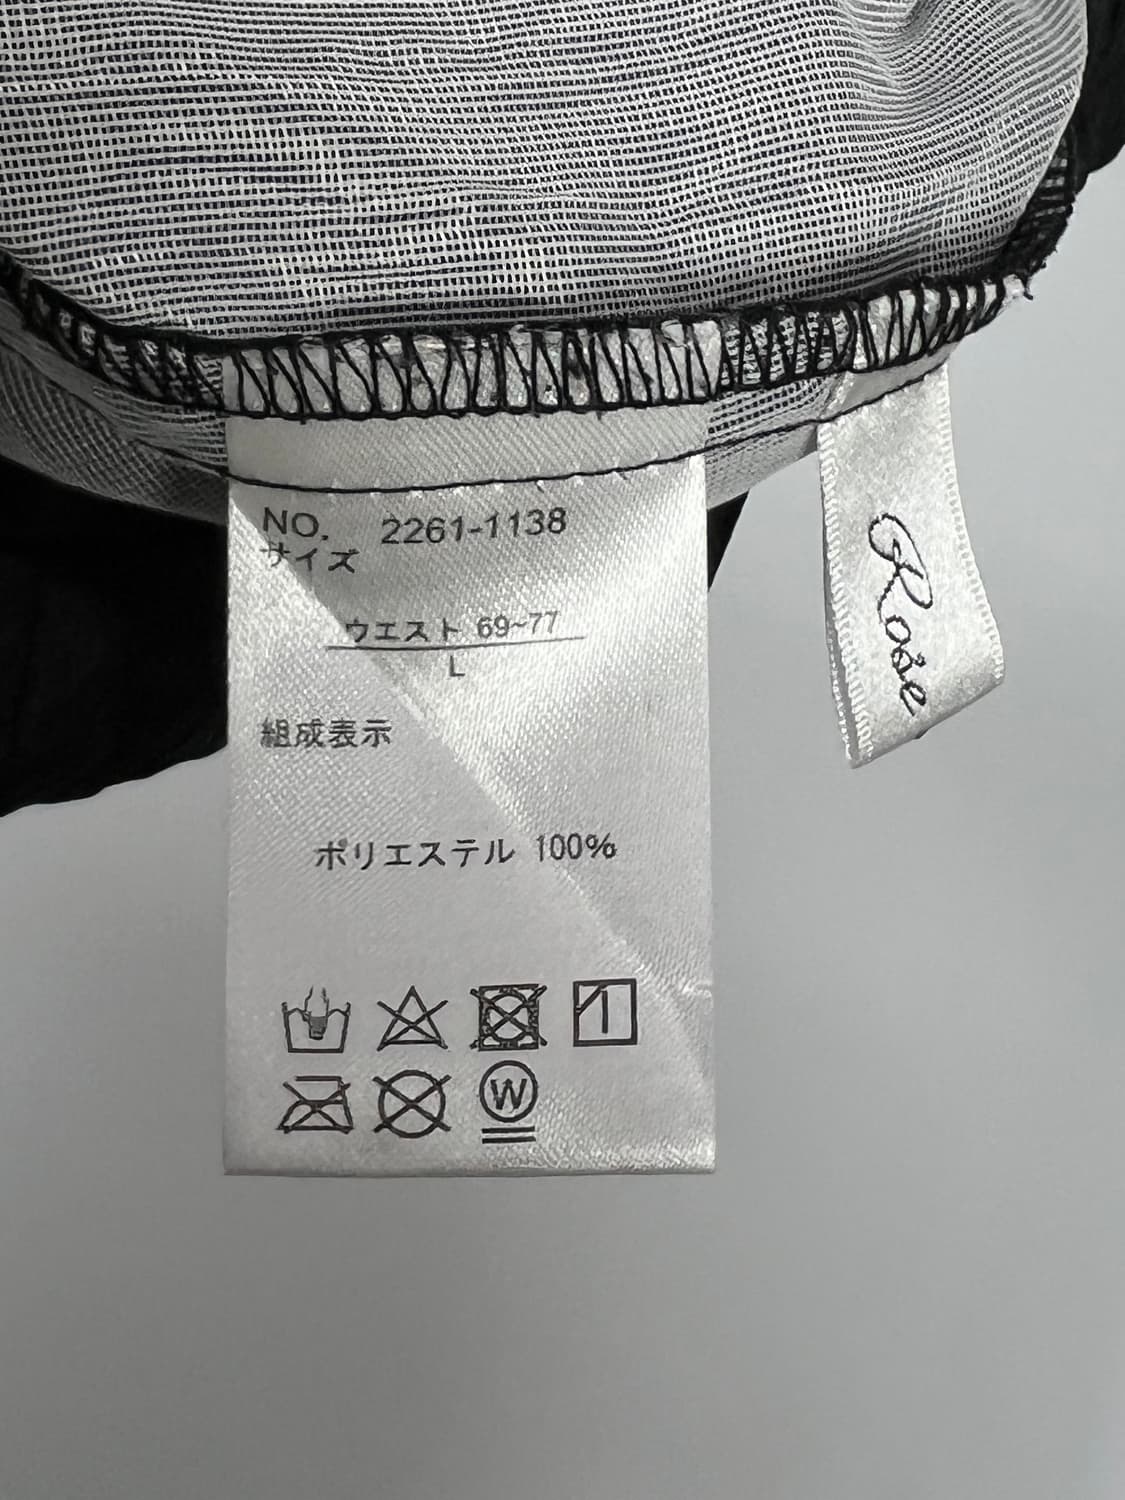 NO. 2261-1138
サイズ
ウエスト 69~77
L
組成表示
ポリエステル 100%
W
Rose